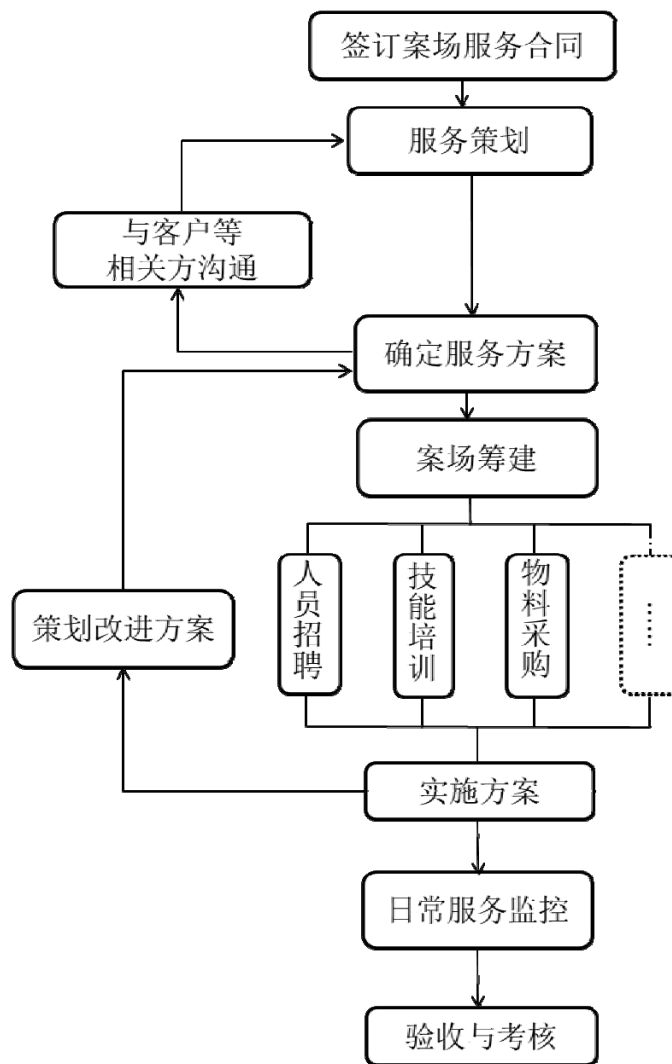 签订案场服务合同
服务策划
与客户等
相关方沟通
确定服务方案
案场筹建
人员招聘
技能培训
物料采购
……
策划改进方案
实施方案
日常服务监控
验收与考核